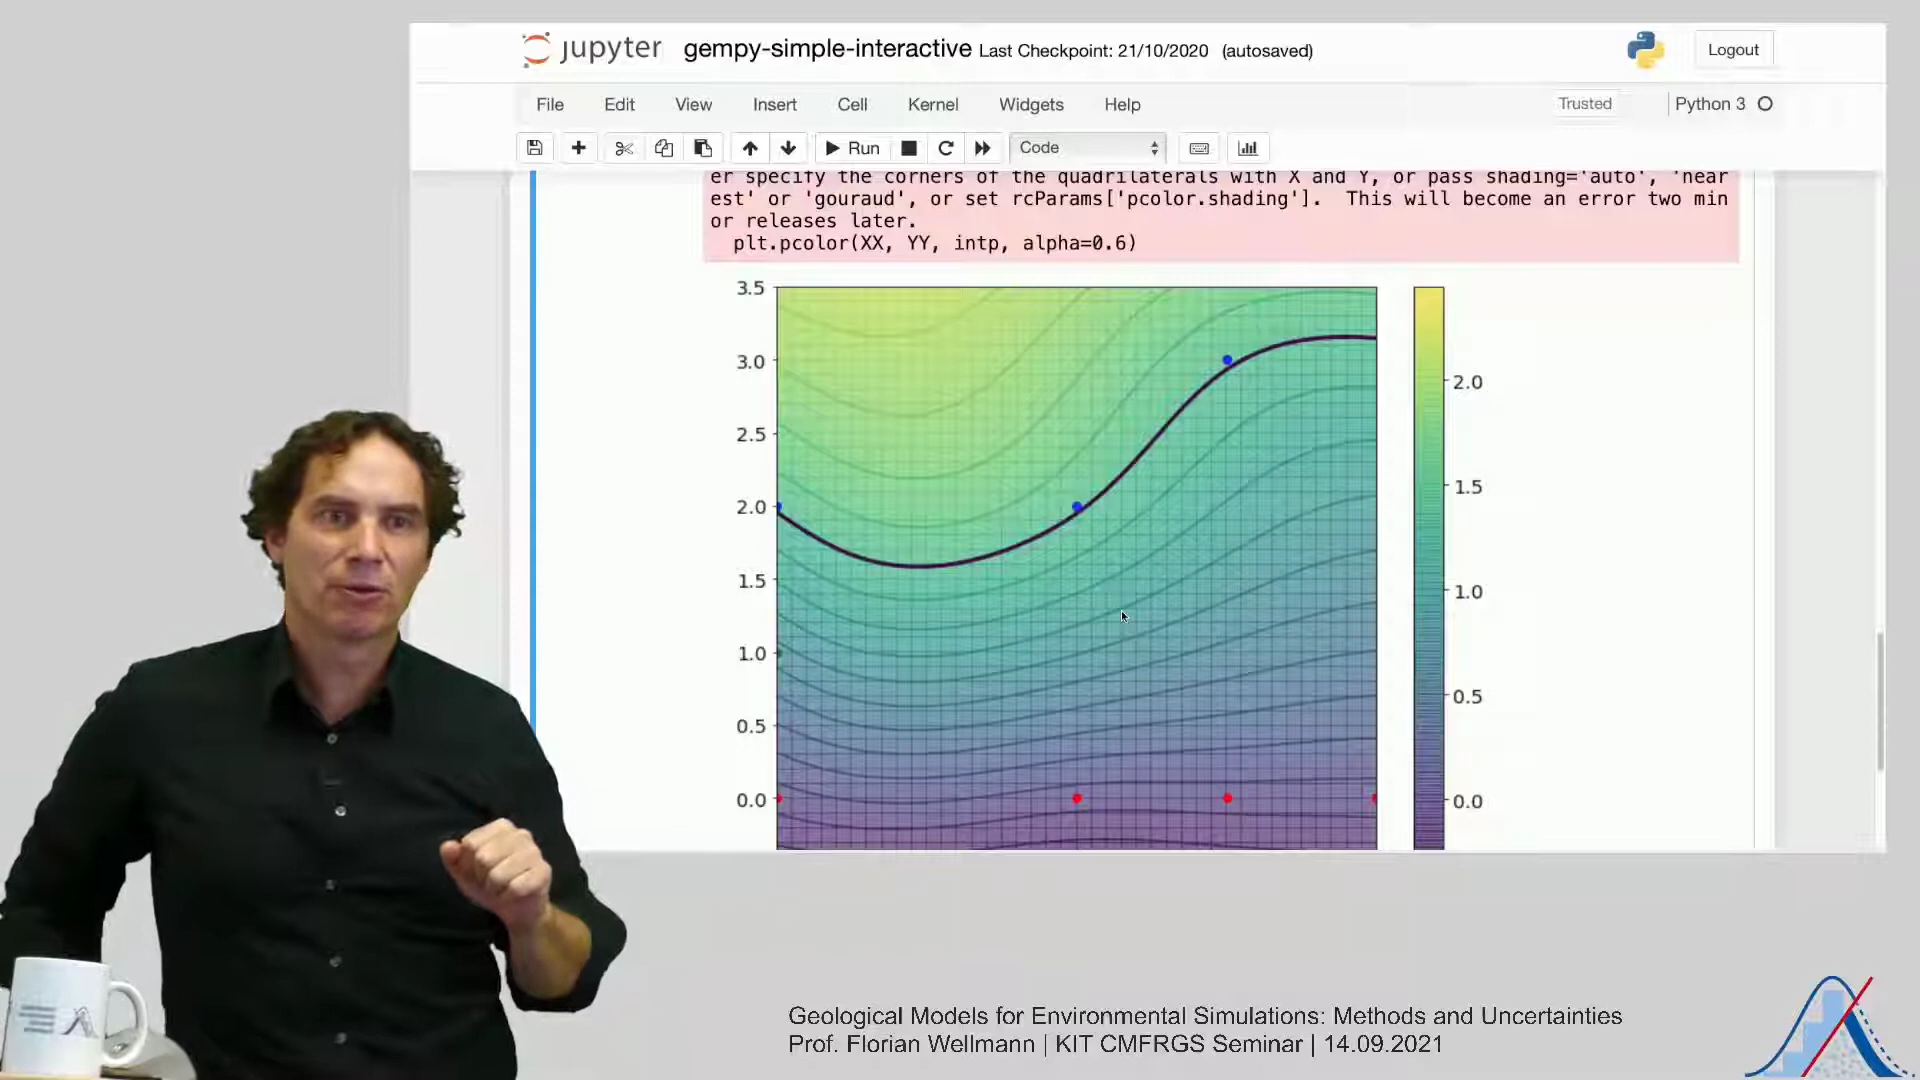 jupyter gempy-simple-interactive Last Checkpoint: 21/10/2020 (autosaved)
Logout
File Edit View Insert Cell Kernel Widgets Help
Trusted
Python 3
Run
Code
er specify the corners of the quadrilaterals with X and Y, or pass shading='auto', 'near
est' or 'gouraud', or set rcParams['pcolor.shading'].  This will become an error two min
or releases later.
  plt.pcolor(XX, YY, intp, alpha=0.6)
3.5
3.0
2.5
2.0
1.5
1.0
0.5
0.0
2.0
1.5
1.0
0.5
0.0
Geological Models for Environmental Simulations: Methods and Uncertainties
Prof. Florian Wellmann | KIT CMFRGS Seminar | 14.09.2021